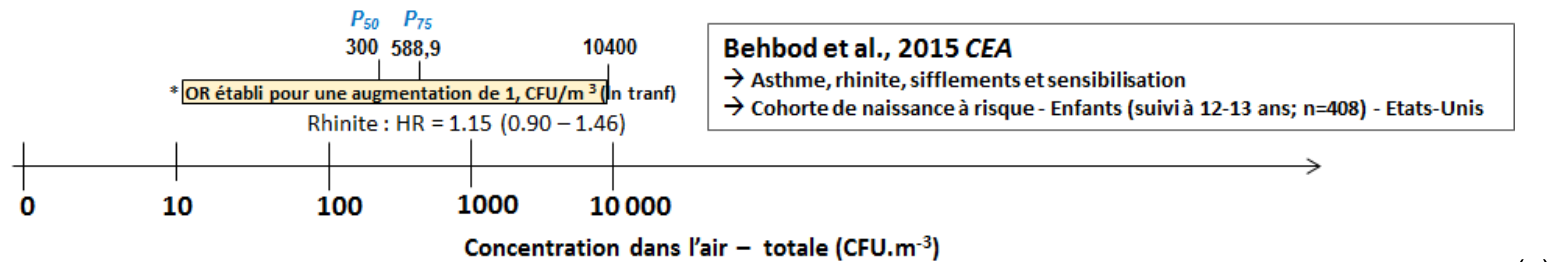 P50 P75
300 588,9 10400
* OR établi pour une augmentation de 1, CFU/m 3 (ln tranf)
Rhinite : HR = 1.15 (0.90 – 1.46)
Behbod et al., 2015 CEA
→ Asthme, rhinite, sifflements et sensibilisation
→ Cohorte de naissance à risque - Enfants (suivi à 12-13 ans; n=408) - Etats-Unis
0 10 100 1000 10 000
Concentration dans l'air – totale (CFU.m-3)